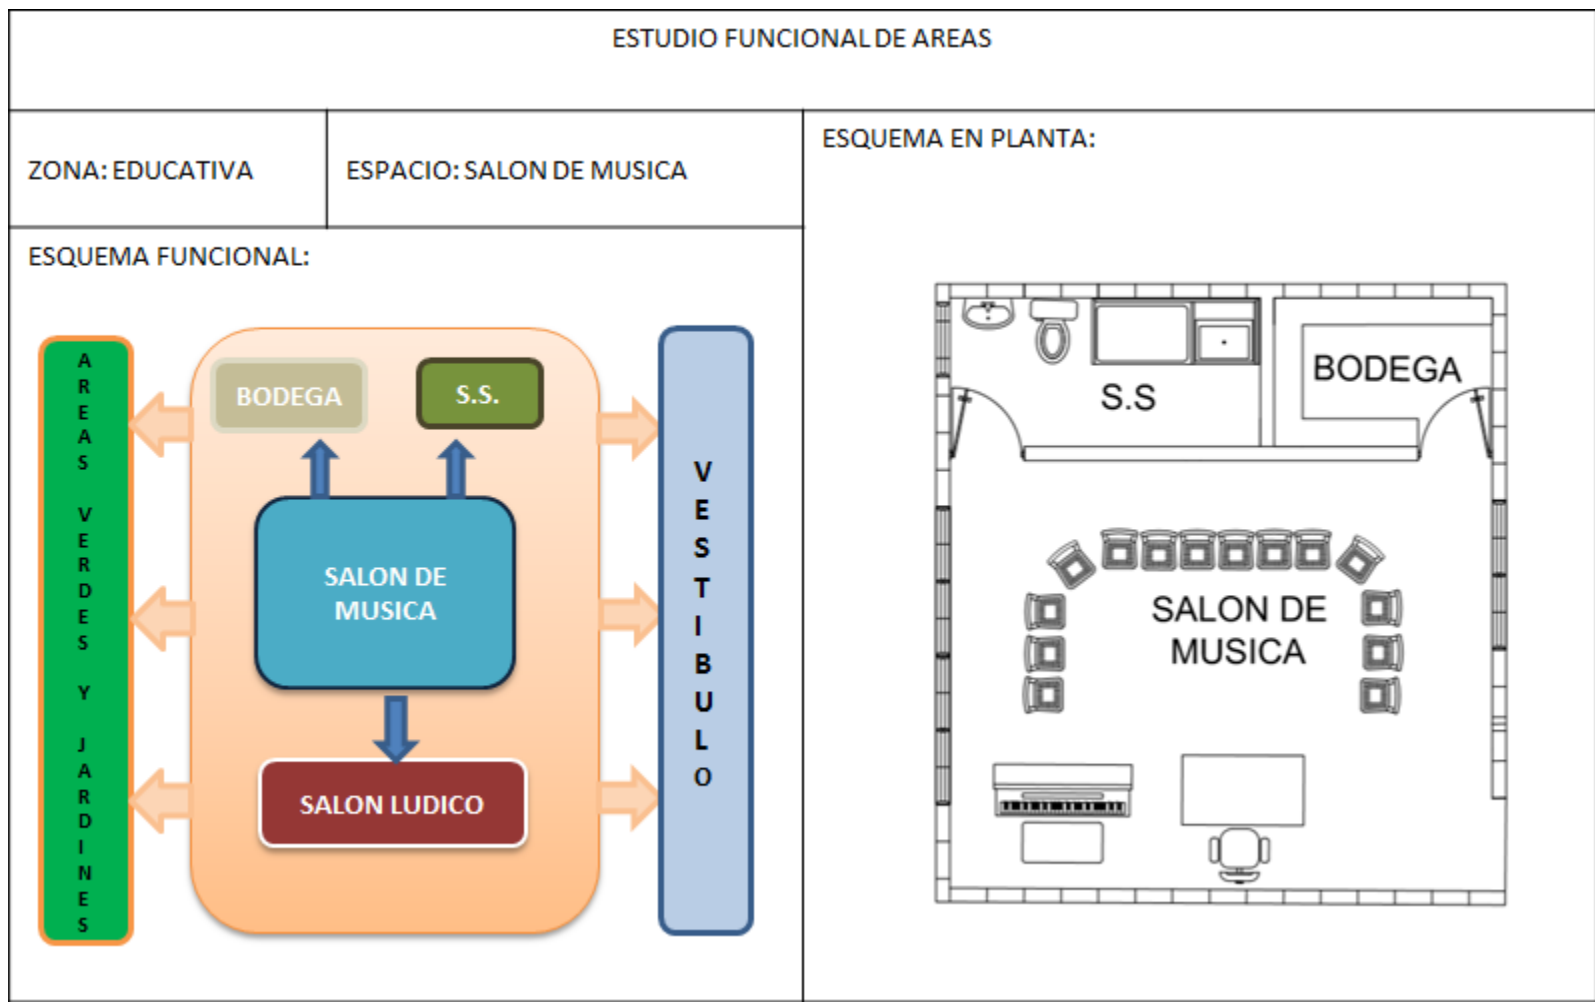 ESTUDIO FUNCIONAL DE AREAS
ZONA: EDUCATIVA
ESPACIO: SALON DE MUSICA
ESQUEMA FUNCIONAL:
AREAS VERDES Y JARDINES
BODEGA
S.S.
SALON DE
MUSICA
SALON LUDICO
VESTIBULO
ESQUEMA EN PLANTA:
S.S
BODEGA
SALON DE
MUSICA